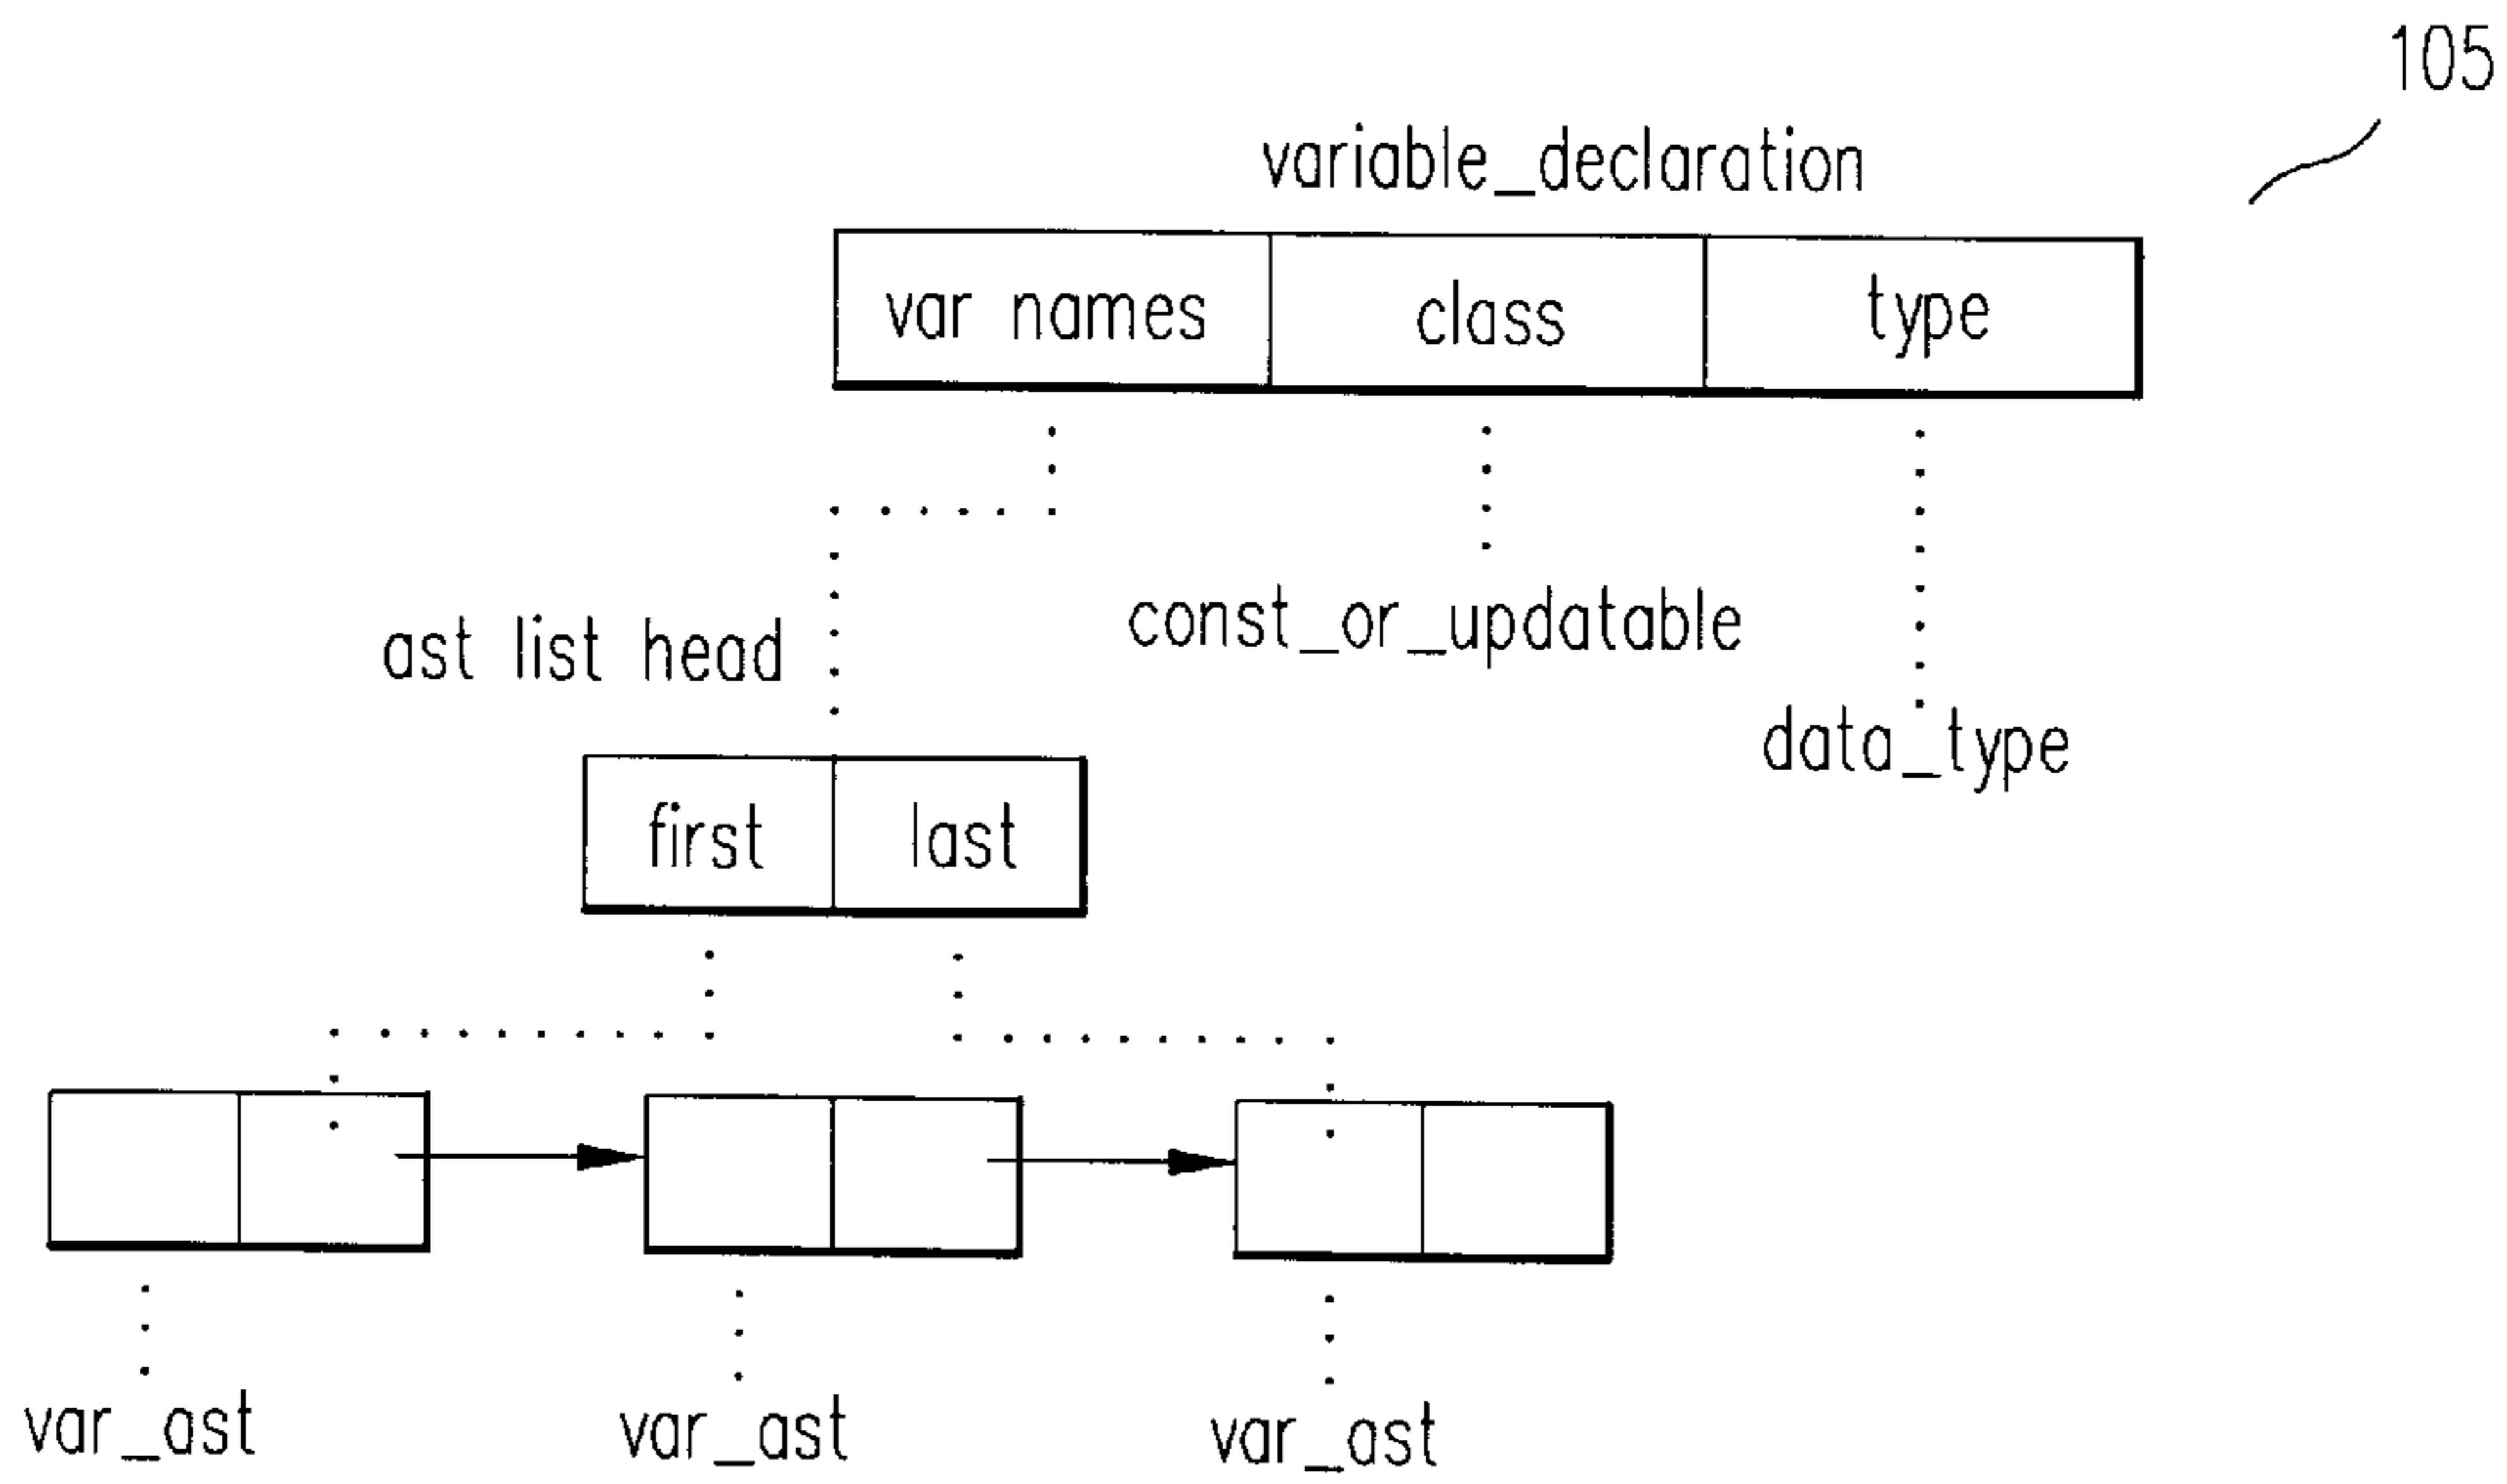 105
variable_declaration
var names
class
type
const_or_updatable
ast list head
data_type
first
last
var_ast
var_ast
var_ast